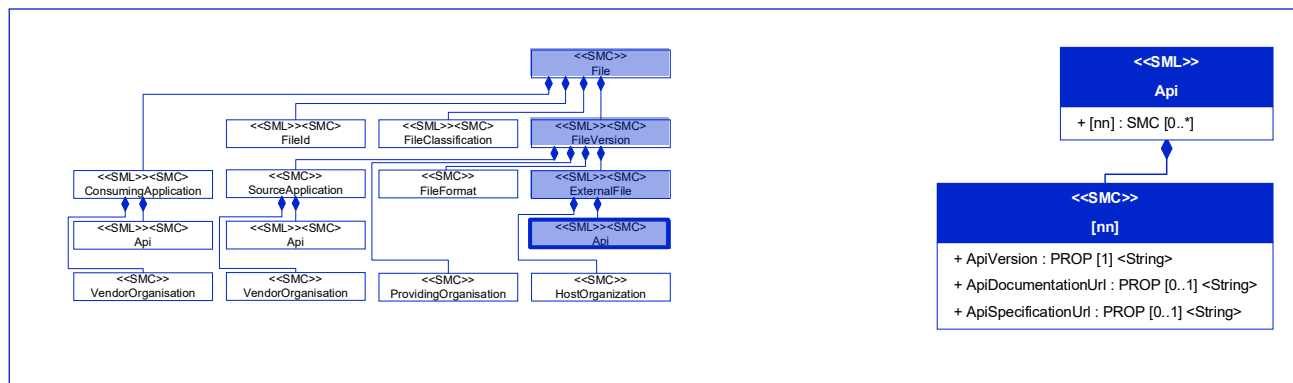 <<SMC>>
File
<<SML>><SMC>
FileId
<<SML>><SMC>
FileClassification
<<SML>><SMC>
FileVersion
<<SML>><SMC>
ConsumingApplication
<<SMC>>
SourceApplication
<<SMC>>
FileFormat
<<SML>><SMC>
ExternalFile
<<SML>><SMC>
Api
<<SML>><SMC>
Api
<<SML>><SMC>
Api
<<SMC>>
VendorOrganisation
<<SMC>>
VendorOrganisation
<<SMC>>
ProvidingOrganisation
<<SMC>>
HostOrganization
<<SML>>
Api
+ [nn] : SMC [0..*]
<<SMC>>
[nn]
+ ApiVersion : PROP [1] <String>
+ ApiDocumentationUrl : PROP [0..1] <String>
+ ApiSpecificationUrl : PROP [0..1] <String>